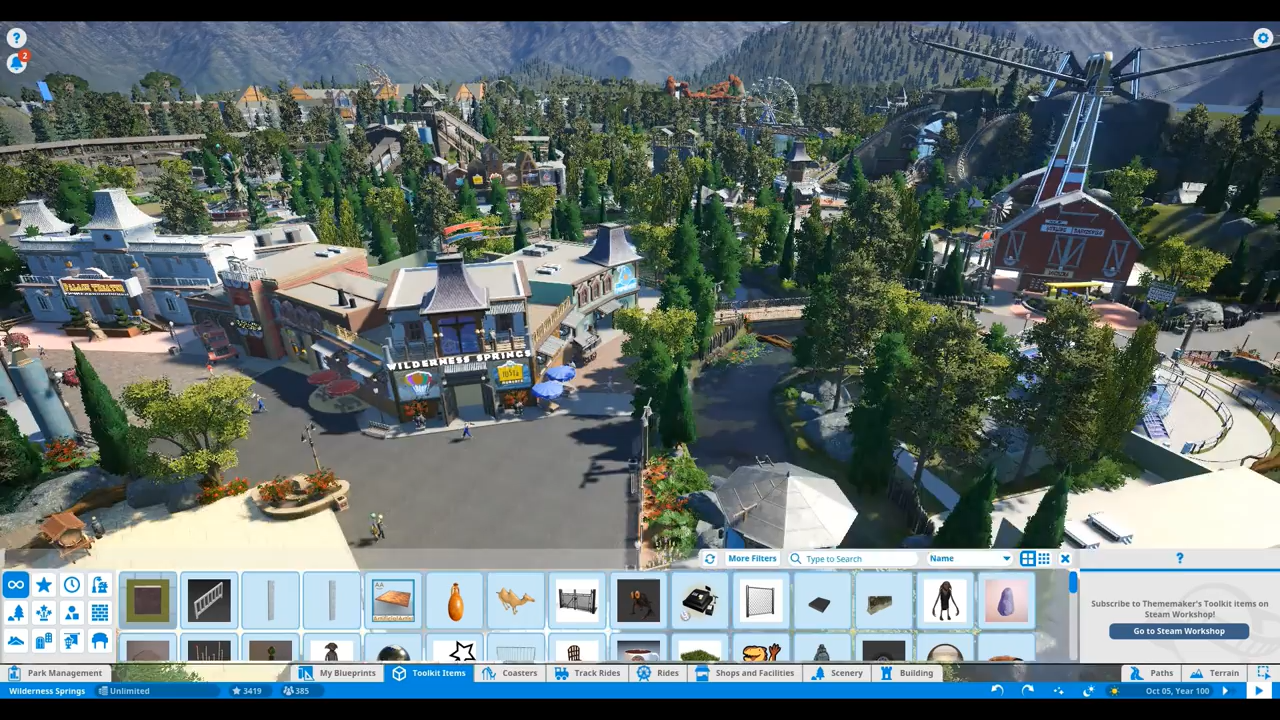 ?
2
PALACE THEATER
WILDERNESS SPRINGS
More Filters
Type to Search
Name
?
AA
Subscribe to Thememaker's Toolkit items on
Steam Workshop!
Go to Steam Workshop
Park Management
My Blueprints
Toolkit Items
Coasters
Track Rides
Rides
Shops and Facilities
Scenery
Building
Paths
Terrain
Wilderness Springs
Unlimited
3419
385
Oct 05, Year 100